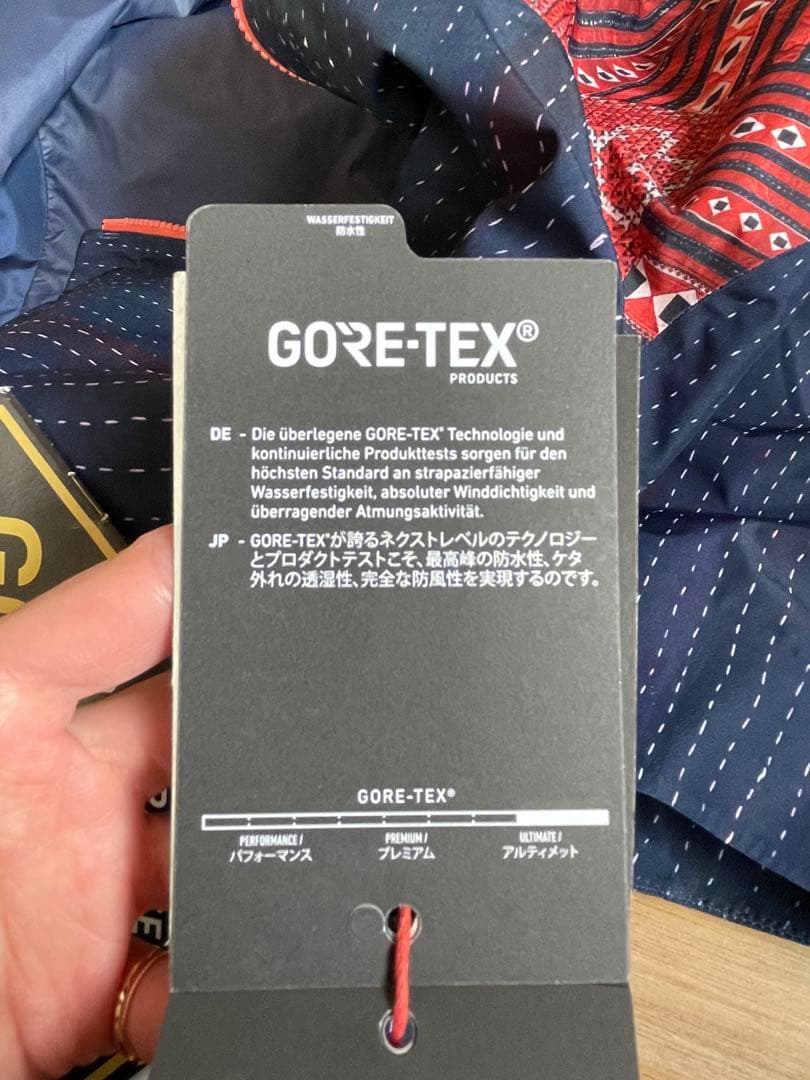 WASSERFESTIGKEIT
防水性
GORE-TEX®
PRODUCTS
DE - Die überlegene GORE-TEX® Technologie und
kontinuierliche Produkttests sorgen für den
höchsten Standard an strapazierfähiger
Wasserfestigkeit, absoluter Winddichtigkeit und
überragender Atmungsaktivität.
JP - GORE-TEX®が誇るネクストレベルのテクノロジー
とプロダクトテストこそ、最高峰の防水性、ケタ
外れの透湿性、完全な防風性を実現するのです。
GORE-TEX®
PERFORMANCE / PREMIUM / ULTIMATE /
パフォーマンス プレミアム アルティメット